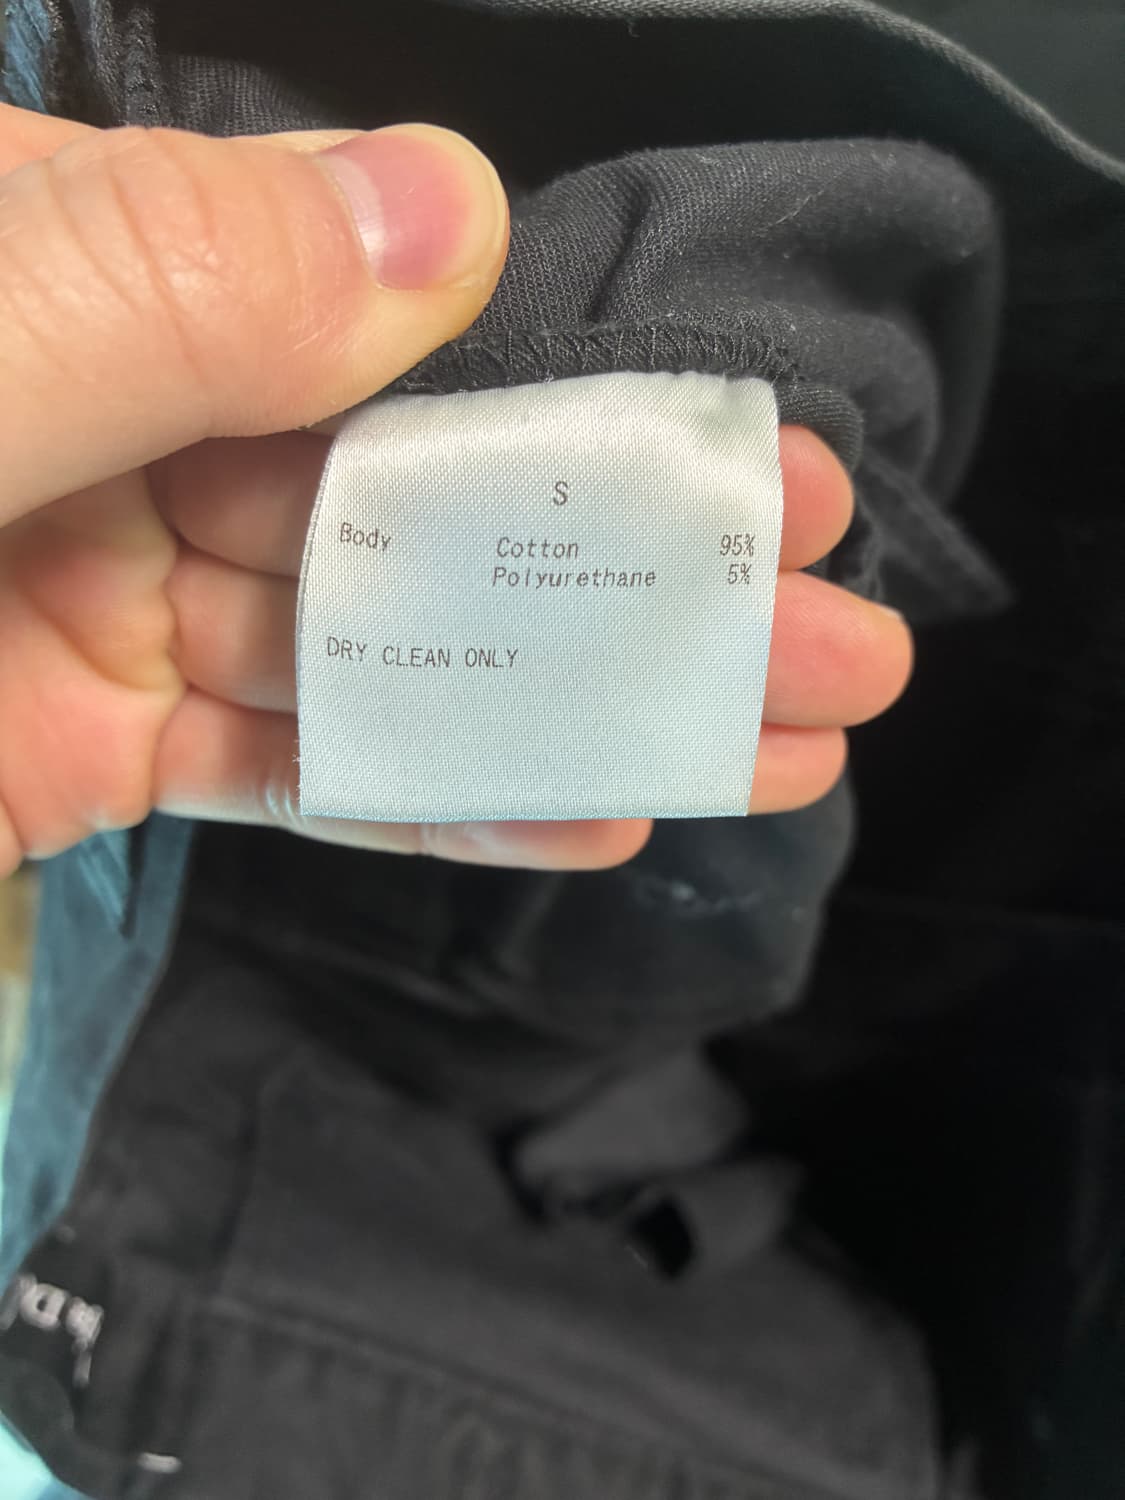 S
Body Cotton 95%
Polyurethane 5%
DRY CLEAN ONLY